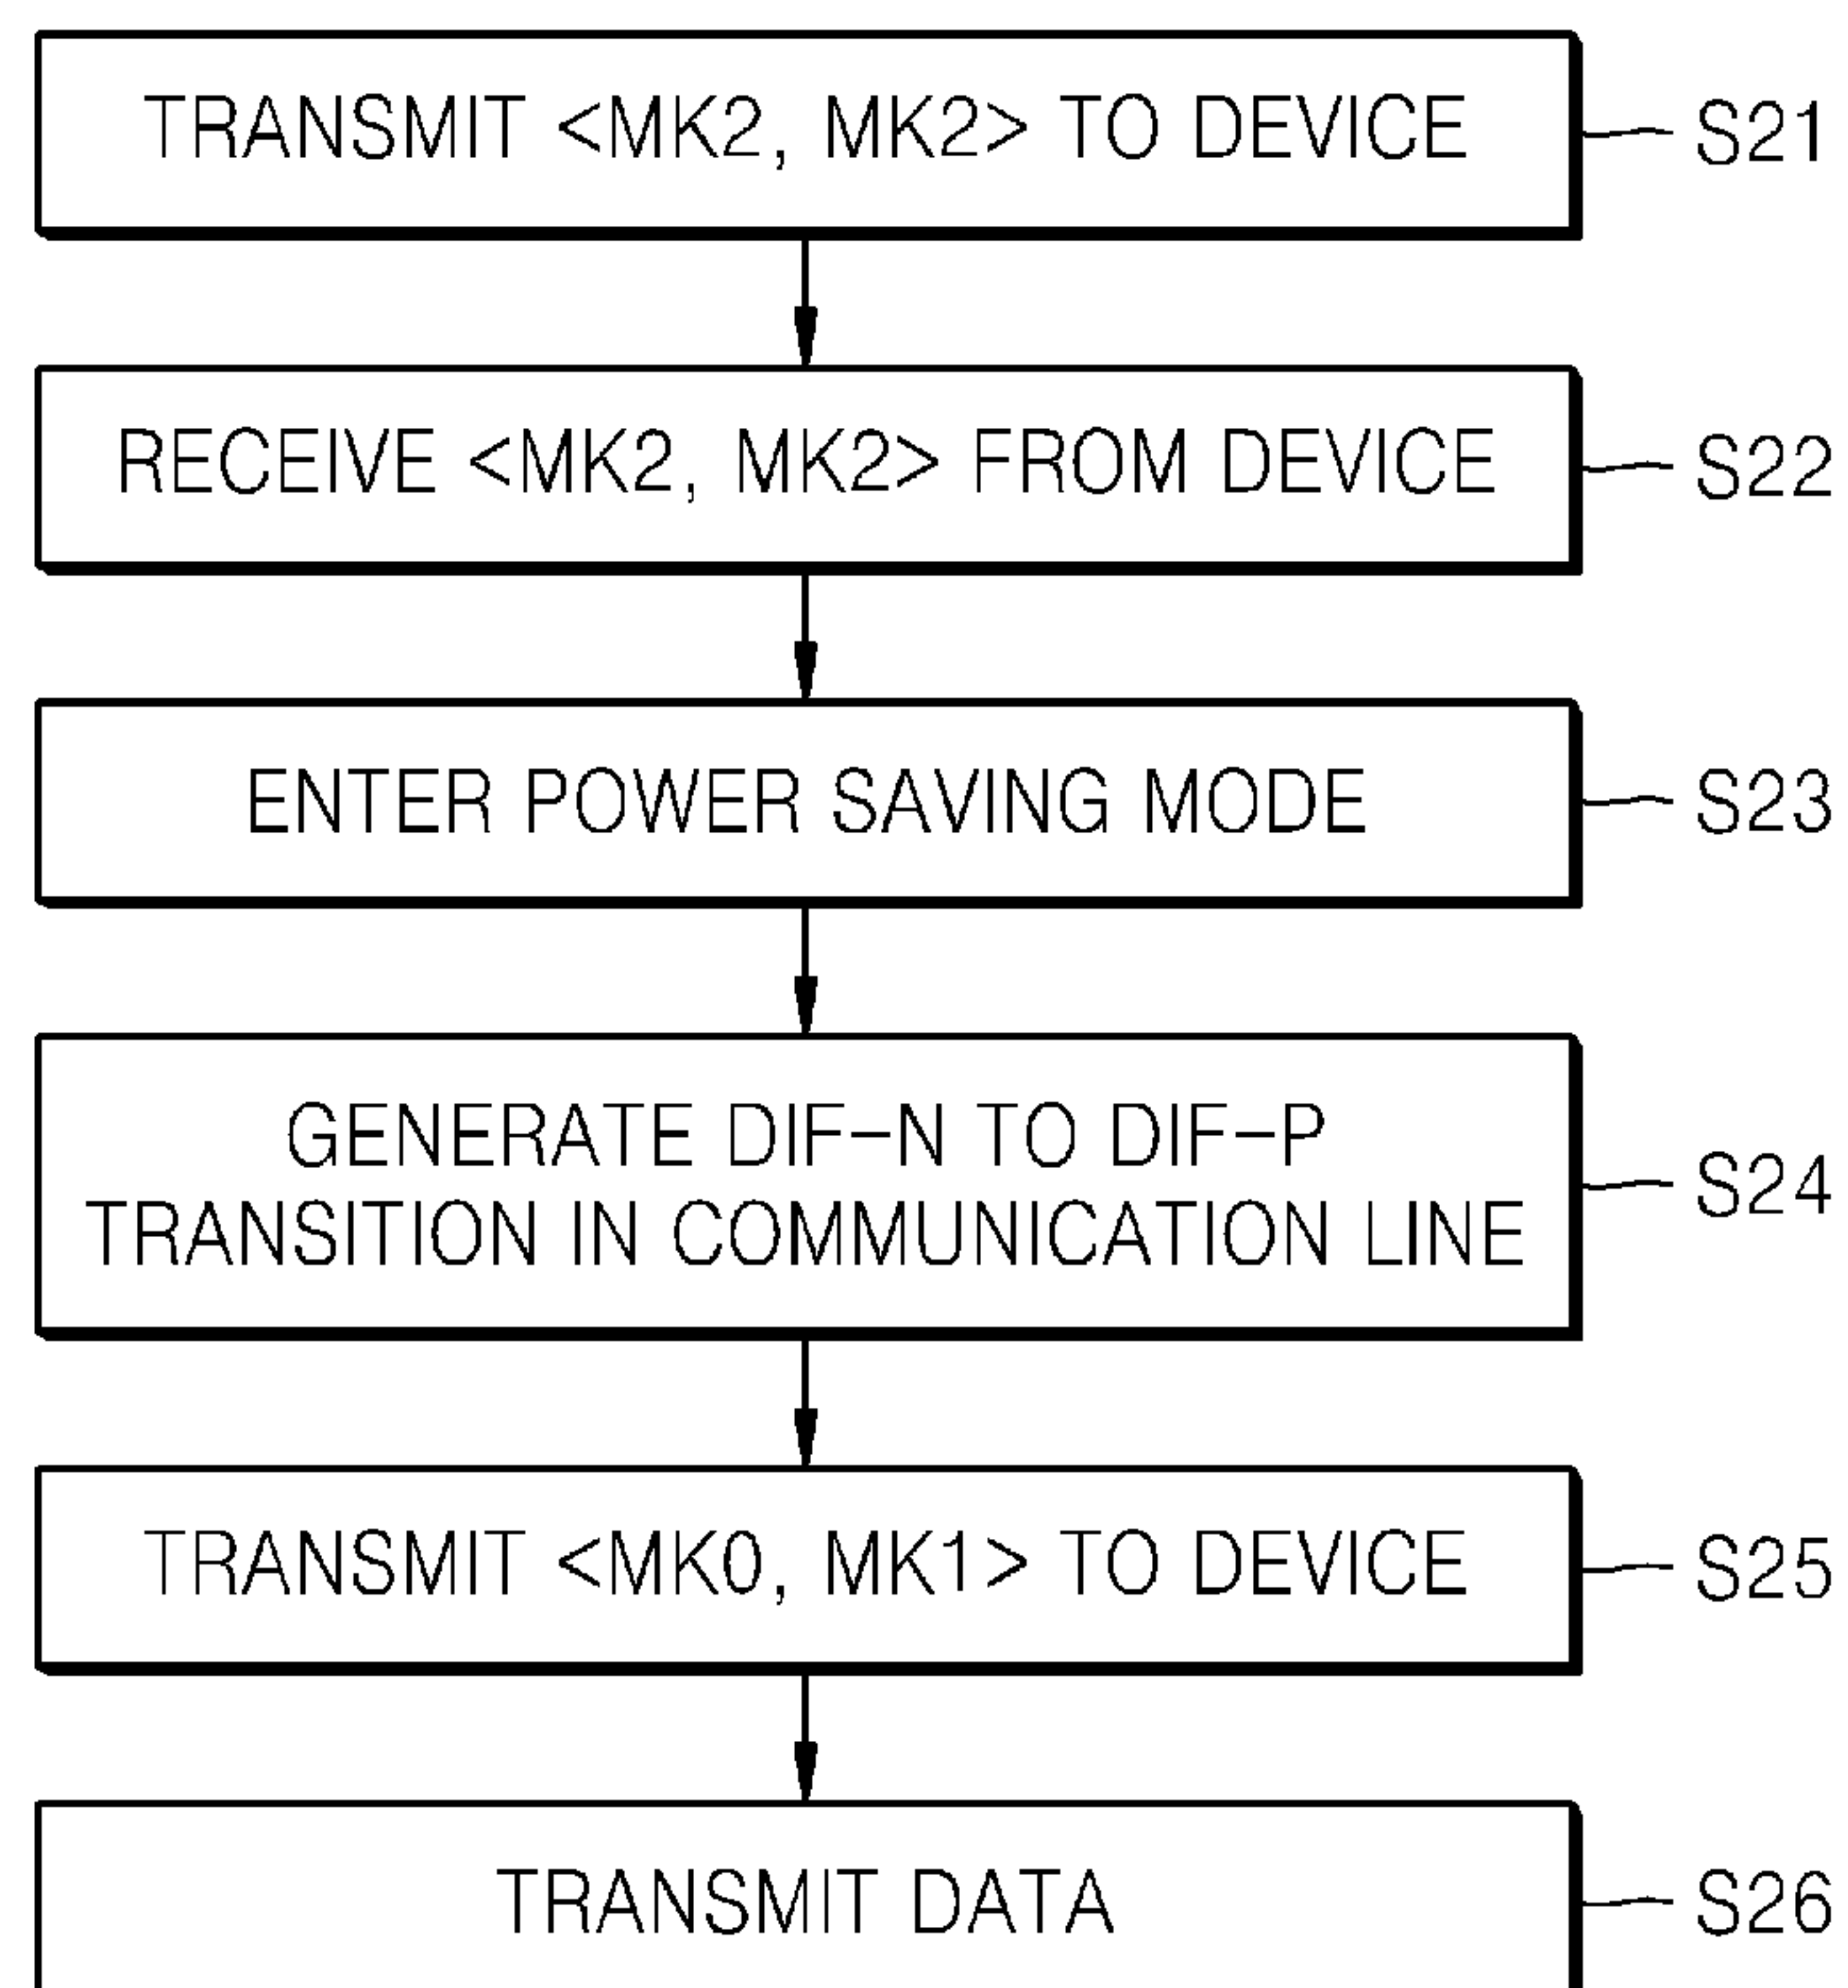 TRANSMIT <MK2, MK2> TO DEVICE
S21
RECEIVE <MK2, MK2> FROM DEVICE
S22
ENTER POWER SAVING MODE
S23
GENERATE DIF-N TO DIF-P
TRANSITION IN COMMUNICATION LINE
S24
TRANSMIT <MK0, MK1> TO DEVICE
S25
TRANSMIT DATA
S26